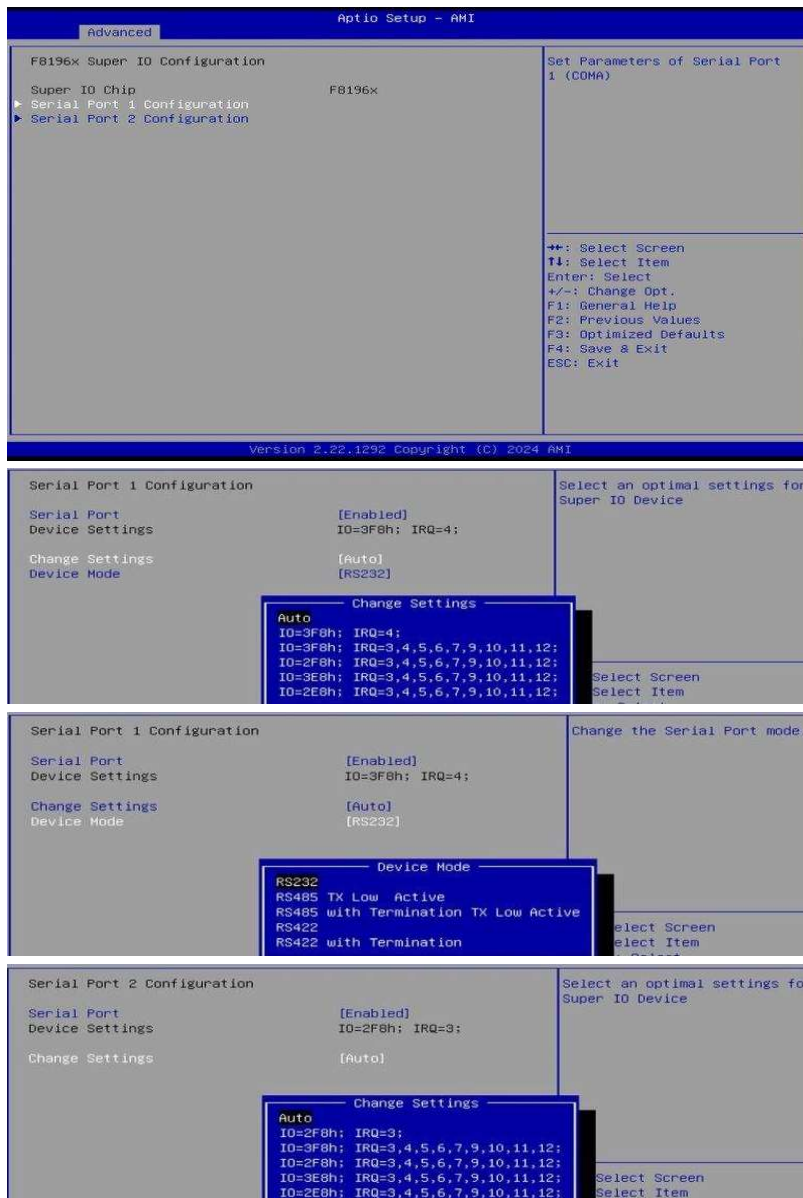 Aptio Setup – AMI
Advanced
F8196x Super IO Configuration
Super IO Chip F8196x
Serial Port 1 Configuration
Serial Port 2 Configuration
Set Parameters of Serial Port
1 (COMA)
→←: Select Screen
↑↓: Select Item
Enter: Select
+/-: Change Opt.
F1: General Help
F2: Previous Values
F3: Optimized Defaults
F4: Save & Exit
ESC: Exit
Version 2.22.1292 Copyright (C) 2024 AMI
Serial Port 1 Configuration
Serial Port [Enabled]
Device Settings IO=3F8h; IRQ=4;
Change Settings [Auto]
Device Mode [RS232]
Select an optimal settings for
Super IO Device
Change Settings
Auto
IO=3F8h; IRQ=4;
IO=3F8h; IRQ=3,4,5,6,7,9,10,11,12;
IO=2F8h; IRQ=3,4,5,6,7,9,10,11,12;
IO=3E8h; IRQ=3,4,5,6,7,9,10,11,12;
IO=2E8h; IRQ=3,4,5,6,7,9,10,11,12;
Select Screen
Select Item
Serial Port 1 Configuration
Serial Port [Enabled]
Device Settings IO=3F8h; IRQ=4;
Change Settings [Auto]
Device Mode [RS232]
Change the Serial Port mode
Device Mode
RS232
RS485 TX Low Active
RS485 with Termination TX Low Active
RS422
RS422 with Termination
elect Screen
elect Item
Serial Port 2 Configuration
Serial Port [Enabled]
Device Settings IO=2F8h; IRQ=3;
Change Settings [Auto]
Select an optimal settings fo
Super IO Device
Change Settings
Auto
IO=2F8h; IRQ=3;
IO=3F8h; IRQ=3,4,5,6,7,9,10,11,12;
IO=2F8h; IRQ=3,4,5,6,7,9,10,11,12;
IO=3E8h; IRQ=3,4,5,6,7,9,10,11,12;
IO=2E8h; IRQ=3,4,5,6,7,9,10,11,12;
Select Screen
Select Item